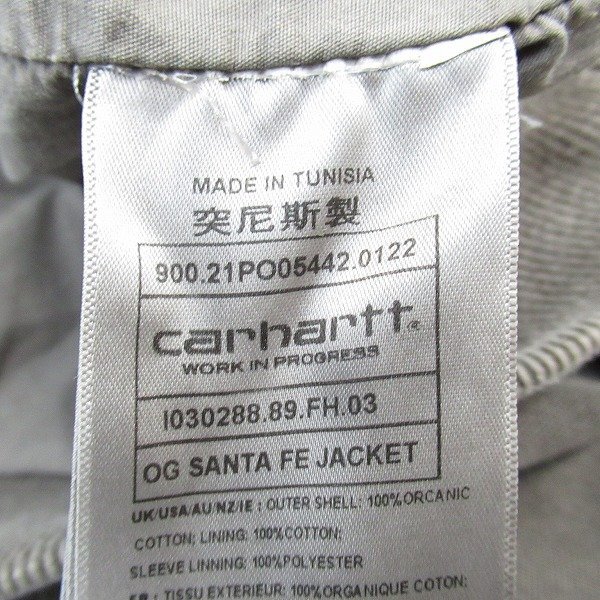 MADE IN TUNISIA
突尼斯製
900.21PO05442.0122
carhartt®
WORK IN PROGRESS
I030288.89.FH.03
OG SANTA FE JACKET
UK/USA/AU/NZ/IE : OUTER SHELL: 100%ORCANIC
COTTON; LINING: 100%COTTON;
SLEEVE LINNING: 100%POLYESTER
FR : TISSU EXTERIEUR: 100%ORGANIQUE COTON;